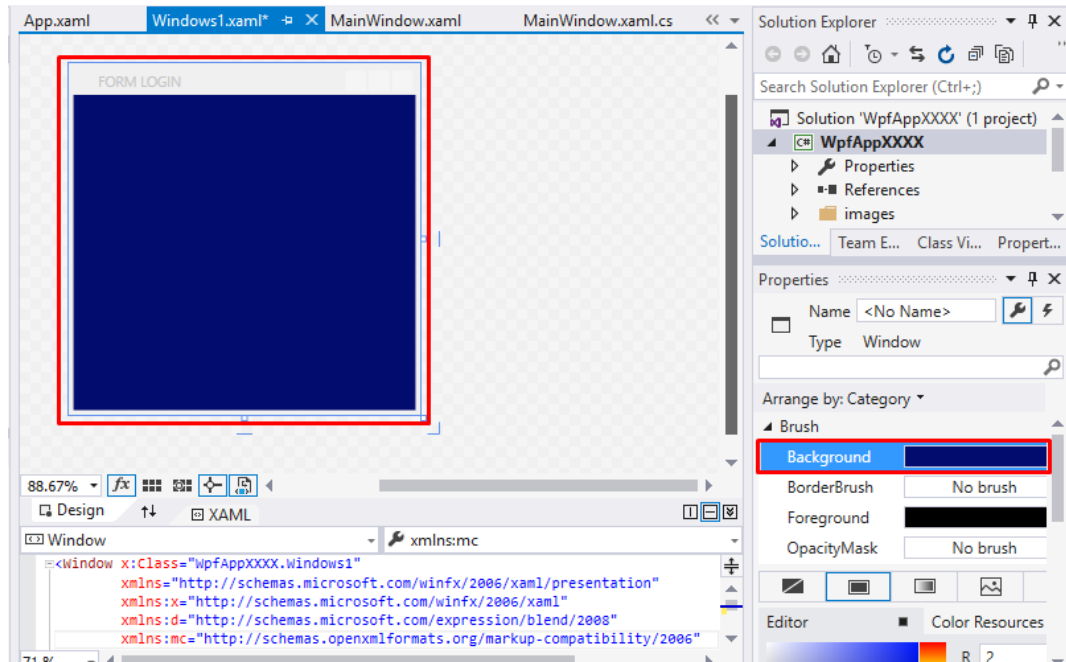 App.xaml
Windows1.xaml*
MainWindow.xaml
MainWindow.xaml.cs
FORM LOGIN
88.67%
fx
Design
XAML
Window
xmlns:mc
<Window x:Class="WpfAppXXXX.Windows1"
xmlns="http://schemas.microsoft.com/winfx/2006/xaml/presentation"
xmlns:x="http://schemas.microsoft.com/winfx/2006/xaml"
xmlns:d="http://schemas.microsoft.com/expression/blend/2008"
xmlns:mc="http://schemas.openxmlformats.org/markup-compatibility/2006"
71 %
Solution Explorer
Search Solution Explorer (Ctrl+;)
Solution 'WpfAppXXXX' (1 project)
C# WpfAppXXXX
Properties
References
images
Solutio... Team E... Class Vi... Propert...
Properties
Name <No Name>
Type Window
Arrange by: Category
Brush
Background
BorderBrush No brush
Foreground
OpacityMask No brush
Editor Color Resources
R 2